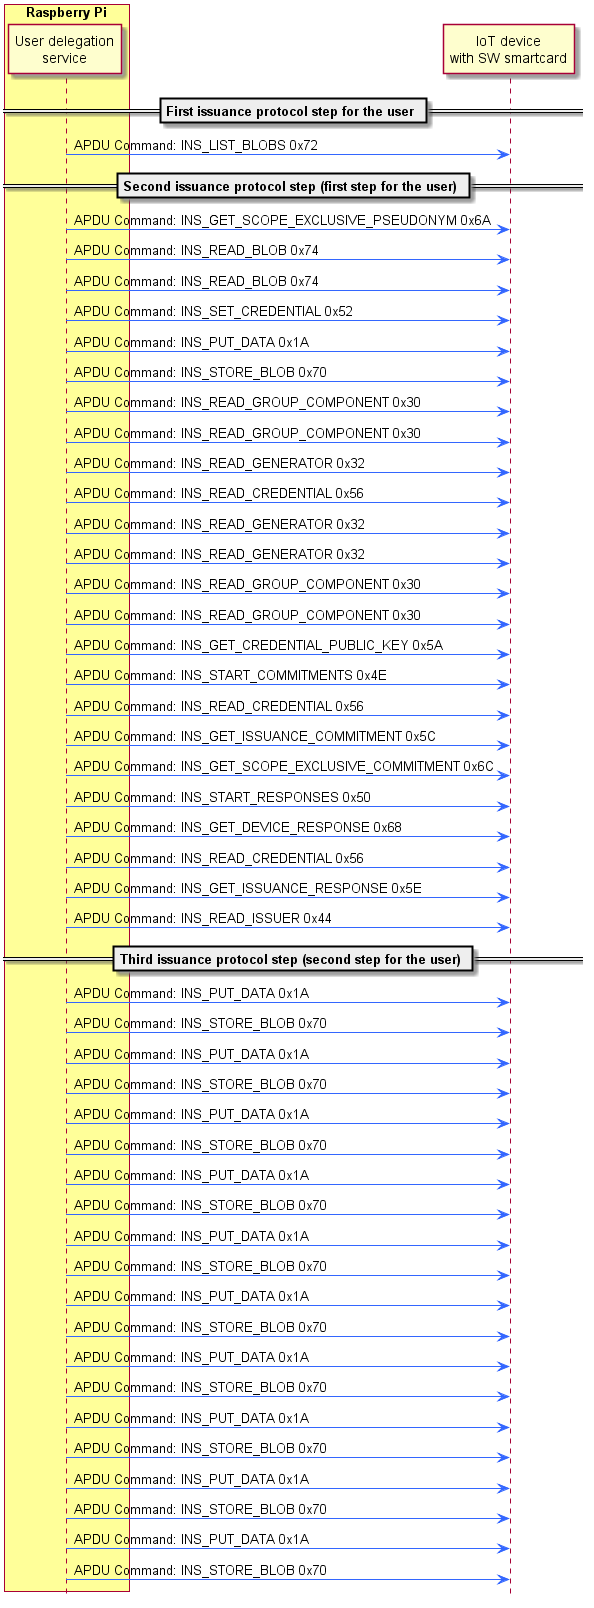 Raspberry Pi
User delegation
service
IoT device
with SW smartcard
First issuance protocol step for the user
APDU Command: INS_LIST_BLOBS 0x72
Second issuance protocol step (first step for the user)
APDU Command: INS_GET_SCOPE_EXCLUSIVE_PSEUDONYM 0x6A
APDU Command: INS_READ_BLOB 0x74
APDU Command: INS_READ_BLOB 0x74
APDU Command: INS_SET_CREDENTIAL 0x52
APDU Command: INS_PUT_DATA 0x1A
APDU Command: INS_STORE_BLOB 0x70
APDU Command: INS_READ_GROUP_COMPONENT 0x30
APDU Command: INS_READ_GROUP_COMPONENT 0x30
APDU Command: INS_READ_GENERATOR 0x32
APDU Command: INS_READ_CREDENTIAL 0x56
APDU Command: INS_READ_GENERATOR 0x32
APDU Command: INS_READ_GENERATOR 0x32
APDU Command: INS_READ_GROUP_COMPONENT 0x30
APDU Command: INS_READ_GROUP_COMPONENT 0x30
APDU Command: INS_GET_CREDENTIAL_PUBLIC_KEY 0x5A
APDU Command: INS_START_COMMITMENTS 0x4E
APDU Command: INS_READ_CREDENTIAL 0x56
APDU Command: INS_GET_ISSUANCE_COMMITMENT 0x5C
APDU Command: INS_GET_SCOPE_EXCLUSIVE_COMMITMENT 0x6C
APDU Command: INS_START_RESPONSES 0x50
APDU Command: INS_GET_DEVICE_RESPONSE 0x68
APDU Command: INS_READ_CREDENTIAL 0x56
APDU Command: INS_GET_ISSUANCE_RESPONSE 0x5E
APDU Command: INS_READ_ISSUER 0x44
Third issuance protocol step (second step for the user)
APDU Command: INS_PUT_DATA 0x1A
APDU Command: INS_STORE_BLOB 0x70
APDU Command: INS_PUT_DATA 0x1A
APDU Command: INS_STORE_BLOB 0x70
APDU Command: INS_PUT_DATA 0x1A
APDU Command: INS_STORE_BLOB 0x70
APDU Command: INS_PUT_DATA 0x1A
APDU Command: INS_STORE_BLOB 0x70
APDU Command: INS_PUT_DATA 0x1A
APDU Command: INS_STORE_BLOB 0x70
APDU Command: INS_PUT_DATA 0x1A
APDU Command: INS_STORE_BLOB 0x70
APDU Command: INS_PUT_DATA 0x1A
APDU Command: INS_STORE_BLOB 0x70
APDU Command: INS_PUT_DATA 0x1A
APDU Command: INS_STORE_BLOB 0x70
APDU Command: INS_PUT_DATA 0x1A
APDU Command: INS_STORE_BLOB 0x70
APDU Command: INS_PUT_DATA 0x1A
APDU Command: INS_STORE_BLOB 0x70